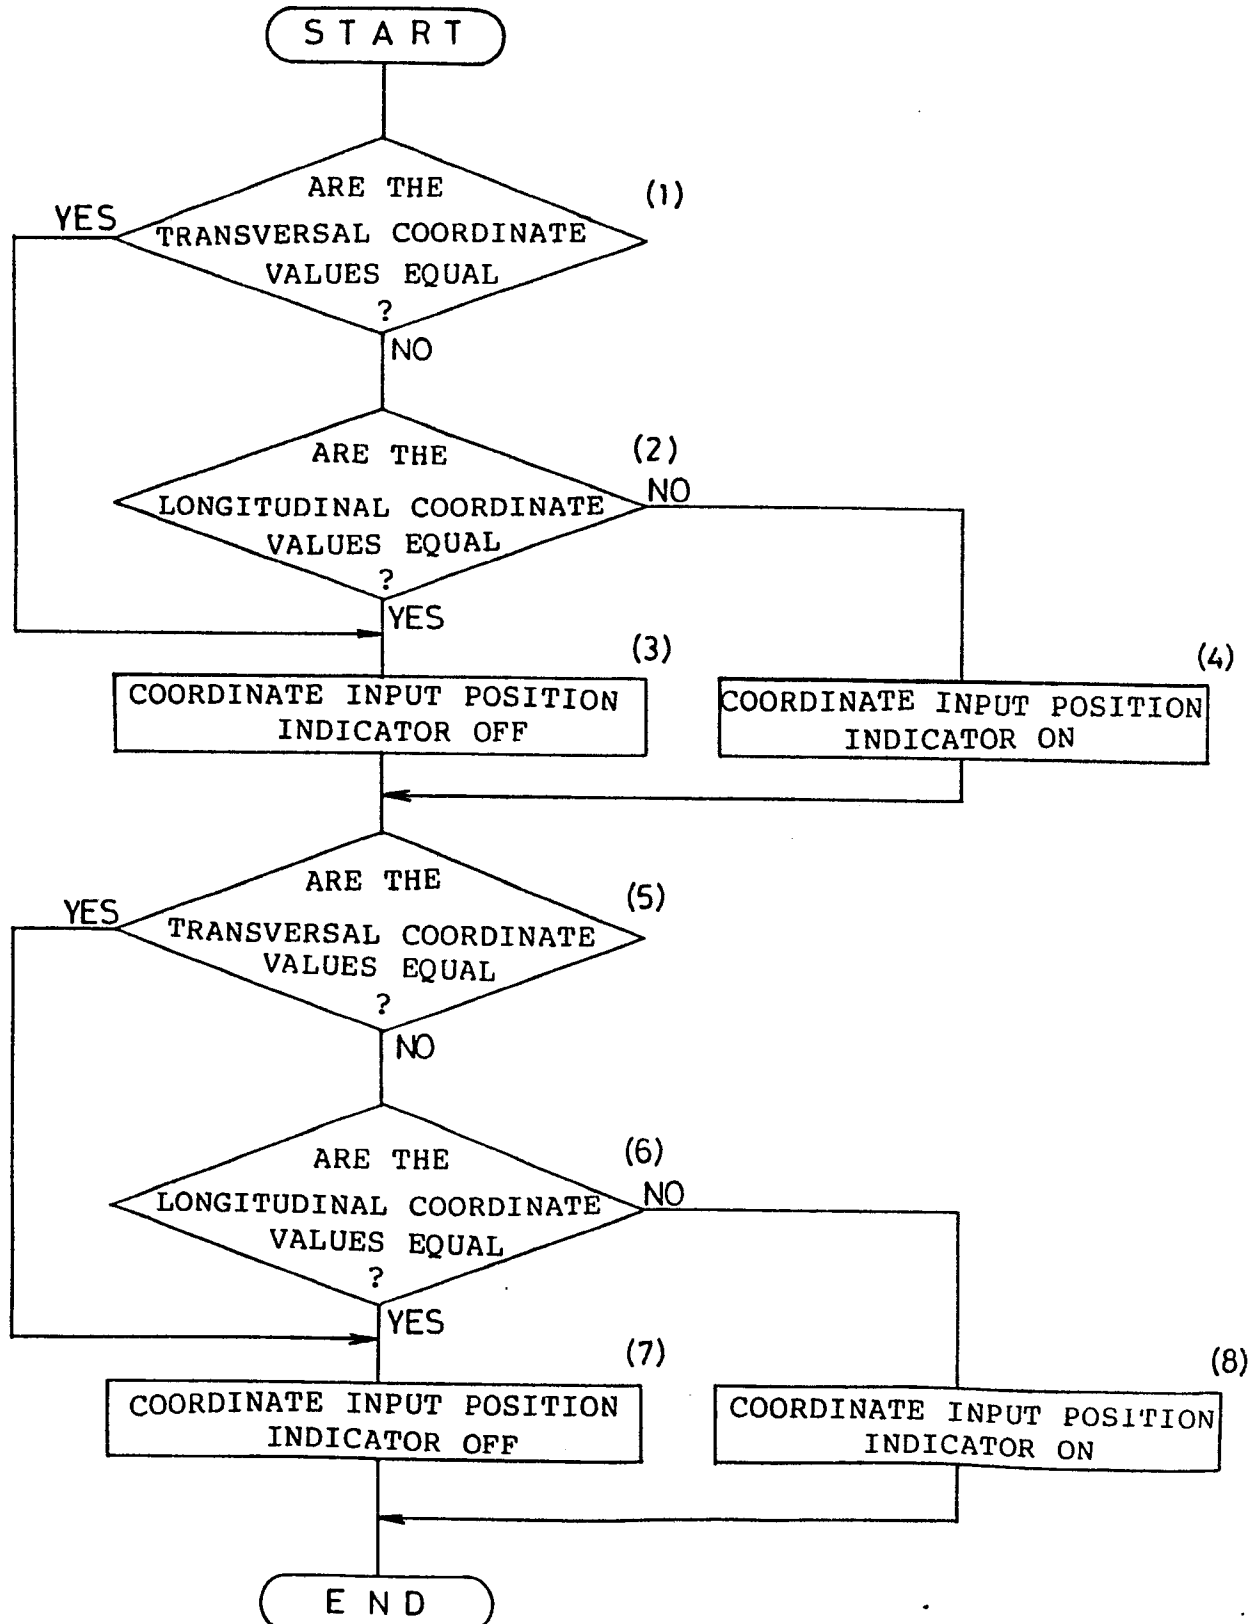 START
ARE THE
(1)
YES
TRANSVERSAL COORDINATE
VALUES EQUAL
?
NO
ARE THE
(2)
NO
LONGITUDINAL COORDINATE
VALUES EQUAL
?
YES
(3)
(4)
COORDINATE INPUT POSITION
INDICATOR OFF
COORDINATE INPUT POSITION
INDICATOR ON
ARE THE
(5)
YES
TRANSVERSAL COORDINATE
VALUES EQUAL
?
NO
ARE THE
(6)
NO
LONGITUDINAL COORDINATE
VALUES EQUAL
?
YES
(7)
(8)
COORDINATE INPUT POSITION
INDICATOR OFF
COORDINATE INPUT POSITION
INDICATOR ON
END